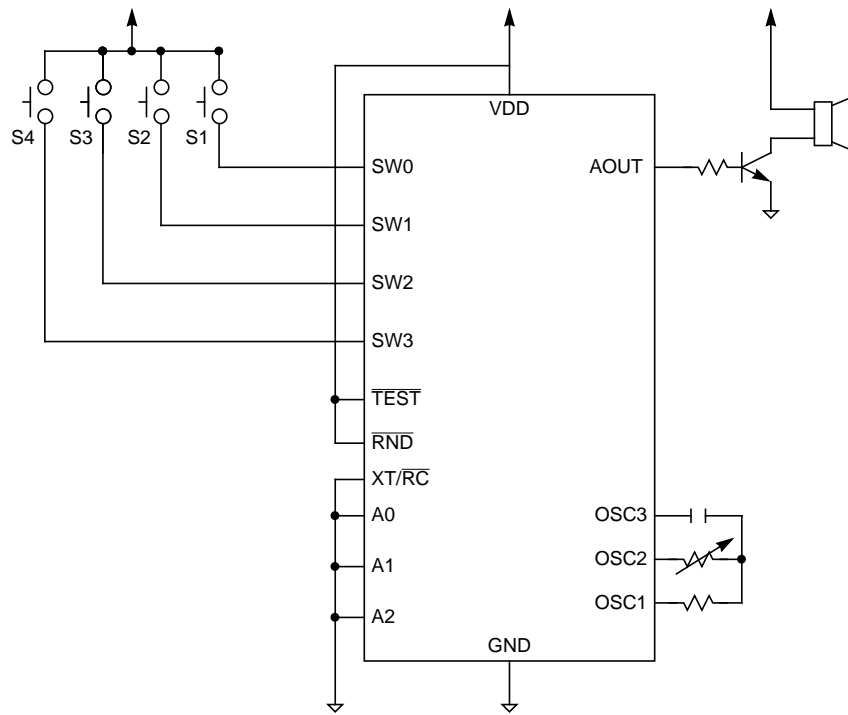 VDD
S4
S3
S2
S1
SW0
AOUT
SW1
SW2
SW3
TEST
RND
XT/RC
A0
OSC3
A1
OSC2
OSC1
A2
GND